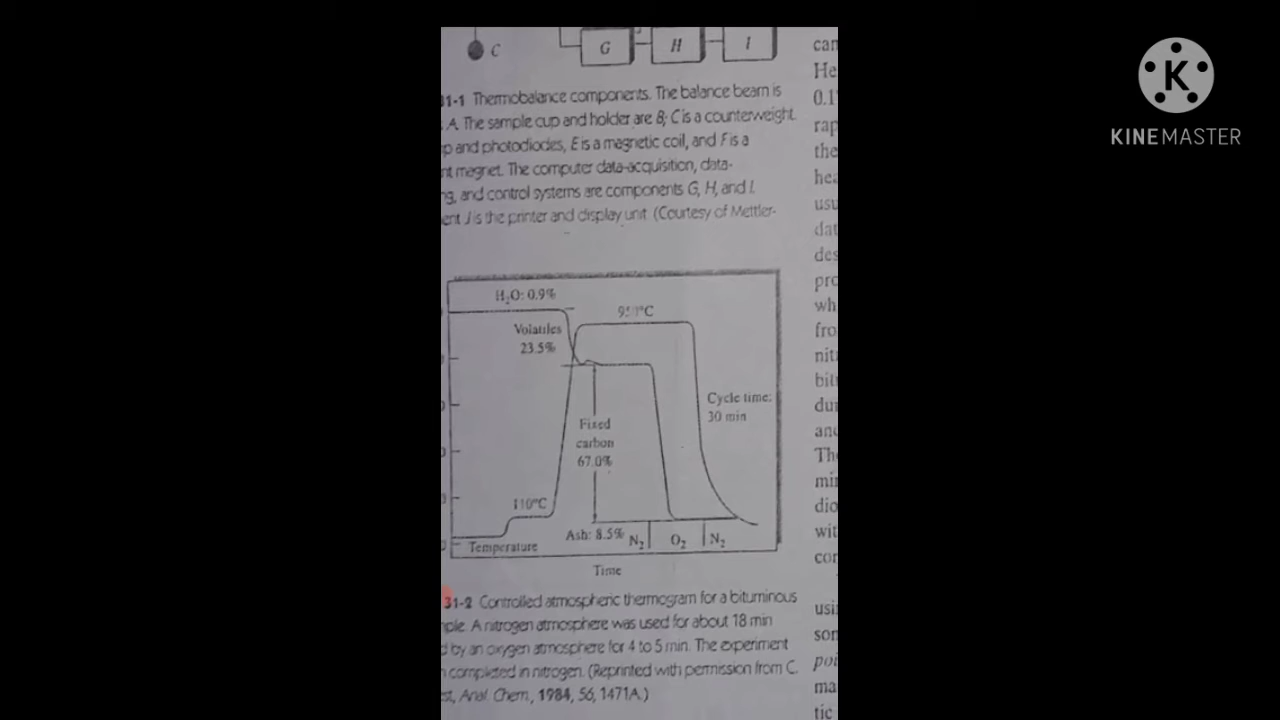 C
G
H
I
31-1 Thermobalance components. The balance beam is
A. The sample cup and holder are B; C is a counterweight.
p and photodiodes, E is a magnetic coil, and F is a
nt magnet. The computer data-acquisition, data-
ng, and control systems are components G, H, and I.
ent J is the printer and display unit. (Courtesy of Mettler-
H₂O: 0.9%
Volatiles
23.5%
950°C
Cycle time:
30 min
Fixed
carbon
67.0%
110°C
Ash: 8.5%
N₂
O₂
N₂
Temperature
Time
31-2 Controlled atmospheric thermogram for a bituminous
mple. A nitrogen atmosphere was used for about 18 min
d by an oxygen atmosphere for 4 to 5 min. The experiment
completed in nitrogen. (Reprinted with permission from C.
st, Anal. Chem., 1984, 56, 1471A.)
can
He
0.1
rap
the
hea
usu
dat
des
pro
wh
fro
nit
bit
dur
and
Th
mi
dio
wit
cor
usi
son
poi
ma
tic
K
KINEMASTER